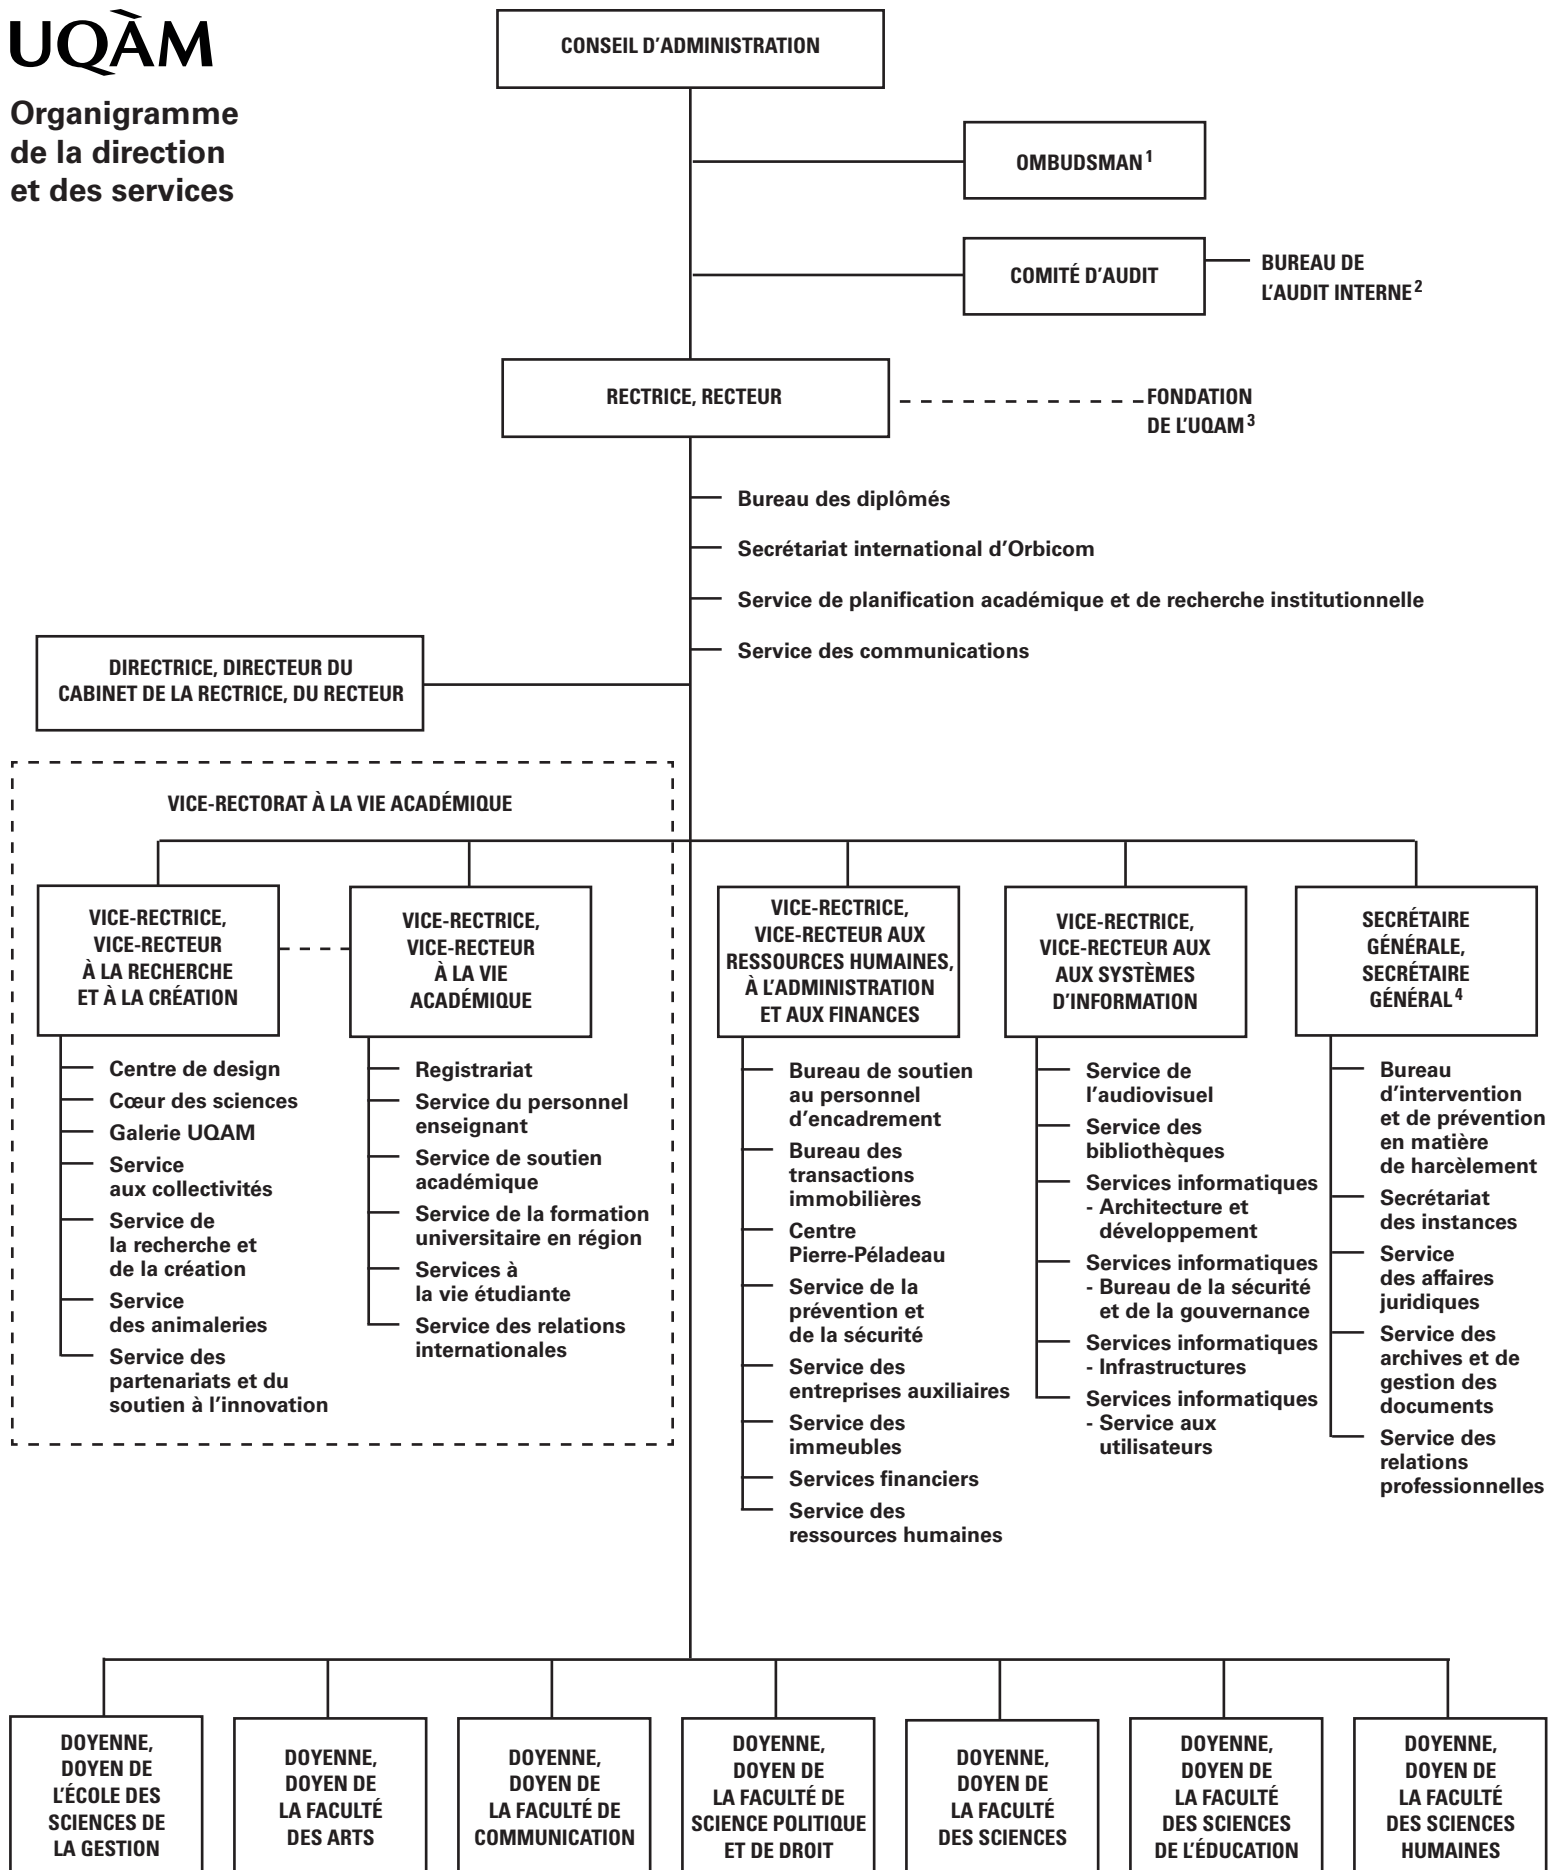 UQÀM
Organigramme
de la direction
et des services
CONSEIL D'ADMINISTRATION
OMBUDSMAN 1
COMITÉ D'AUDIT
BUREAU DE
L'AUDIT INTERNE 2
RECTRICE, RECTEUR
FONDATION
DE L'UQAM 3
Bureau des diplômés
Secrétariat international d'Orbicom
Service de planification académique et de recherche institutionnelle
Service des communications
DIRECTRICE, DIRECTEUR DU
CABINET DE LA RECTRICE, DU RECTEUR
VICE-RECTORAT À LA VIE ACADÉMIQUE
VICE-RECTRICE,
VICE-RECTEUR
À LA RECHERCHE
ET À LA CRÉATION
Centre de design
Cœur des sciences
Galerie UQAM
Service
aux collectivités
Service de
la recherche et
de la création
Service
des animaleries
Service des
partenariats et du
soutien à l'innovation
VICE-RECTRICE,
VICE-RECTEUR
À LA VIE
ACADÉMIQUE
Registrariat
Service du personnel
enseignant
Service de soutien
académique
Service de la formation
universitaire en région
Services à
la vie étudiante
Service des relations
internationales
VICE-RECTRICE,
VICE-RECTEUR AUX
RESSOURCES HUMAINES,
À L'ADMINISTRATION
ET AUX FINANCES
Bureau de soutien
au personnel
d'encadrement
Bureau des
transactions
immobilières
Centre
Pierre-Péladeau
Service de la
prévention et
de la sécurité
Service des
entreprises auxiliaires
Service des
immeubles
Services financiers
Service des
ressources humaines
VICE-RECTRICE,
VICE-RECTEUR AUX
AUX SYSTÈMES
D'INFORMATION
Service de
l'audiovisuel
Service des
bibliothèques
Services informatiques
- Architecture et
développement
Services informatiques
- Bureau de la sécurité
et de la gouvernance
Services informatiques
- Infrastructures
Services informatiques
- Service aux
utilisateurs
SECRÉTAIRE
GÉNÉRALE,
SECRÉTAIRE
GÉNÉRAL 4
Bureau
d'intervention
et de prévention
en matière
de harcèlement
Secrétariat
des instances
Service
des affaires
juridiques
Service des
archives et de
gestion des
documents
Service des
relations
professionnelles
DOYENNE,
DOYEN DE
L'ÉCOLE DES
SCIENCES DE
LA GESTION
DOYENNE,
DOYEN DE
LA FACULTÉ
DES ARTS
DOYENNE,
DOYEN DE
LA FACULTÉ DE
COMMUNICATION
DOYENNE,
DOYEN DE
LA FACULTÉ DE
SCIENCE POLITIQUE
ET DE DROIT
DOYENNE,
DOYEN DE
LA FACULTÉ
DES SCIENCES
DOYENNE,
DOYEN DE
LA FACULTÉ
DES SCIENCES
DE L'ÉDUCATION
DOYENNE,
DOYEN DE
LA FACULTÉ
DES SCIENCES
HUMAINES